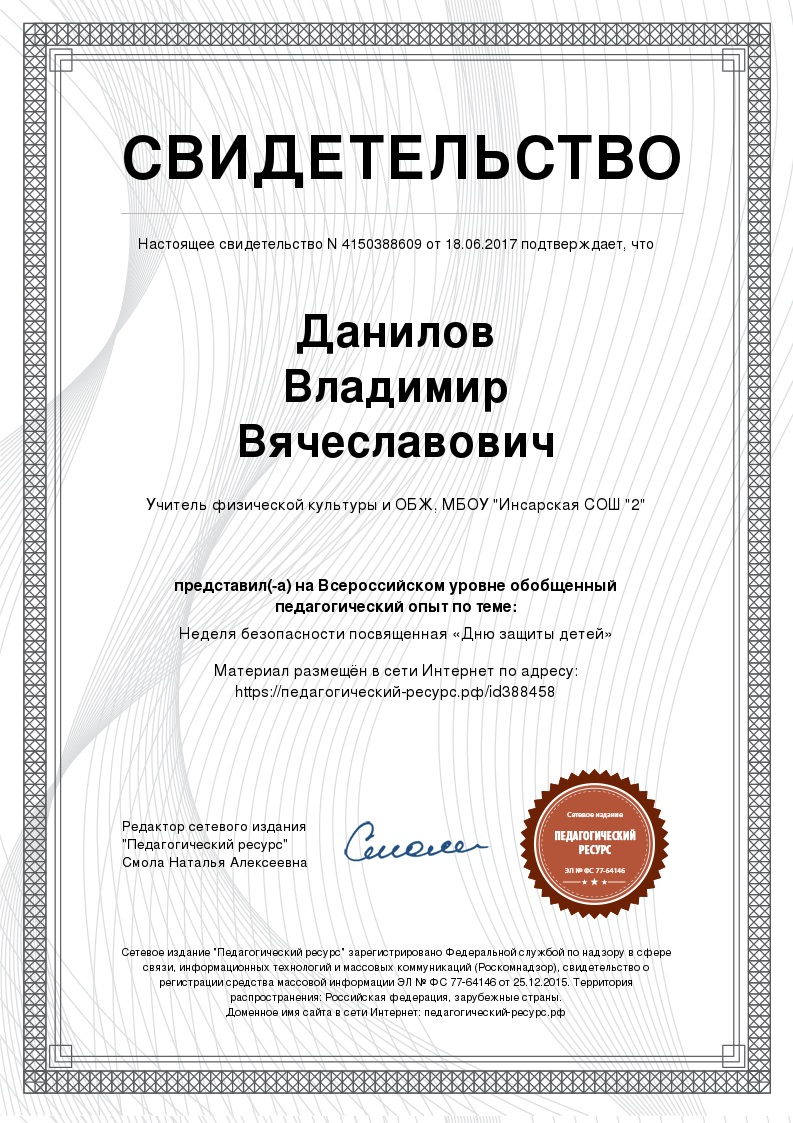 СВИДЕТЕЛЬСТВО
Настоящее свидетельство N 4150388609 от 18.06.2017 подтверждает, что
Данилов
Владимир
Вячеславович
Учитель физической культуры и ОБЖ, МБОУ "Инсарская СОШ "2"
представил(-а) на Всероссийском уровне обобщенный
педагогический опыт по теме:
Неделя безопасности посвященная «Дню защиты детей»
Материал размещён в сети Интернет по адресу:
https://педагогический-ресурс.рф/id388458
Редактор сетевого издания
"Педагогический ресурс"
Смола Наталья Алексеевна
Сетевое издание
ПЕДАГОГИЧЕСКИЙ
РЕСУРС
ЭЛ № ФС 77-64146
Сетевое издание "Педагогический ресурс" зарегистрировано Федеральной службой по надзору в сфере
связи, информационных технологий и массовых коммуникаций (Роскомнадзор), свидетельство о
регистрации средства массовой информации ЭЛ № ФС 77-64146 от 25.12.2015. Территория
распространения: Российская федерация, зарубежные страны.
Доменное имя сайта в сети Интернет: педагогический-ресурс.рф